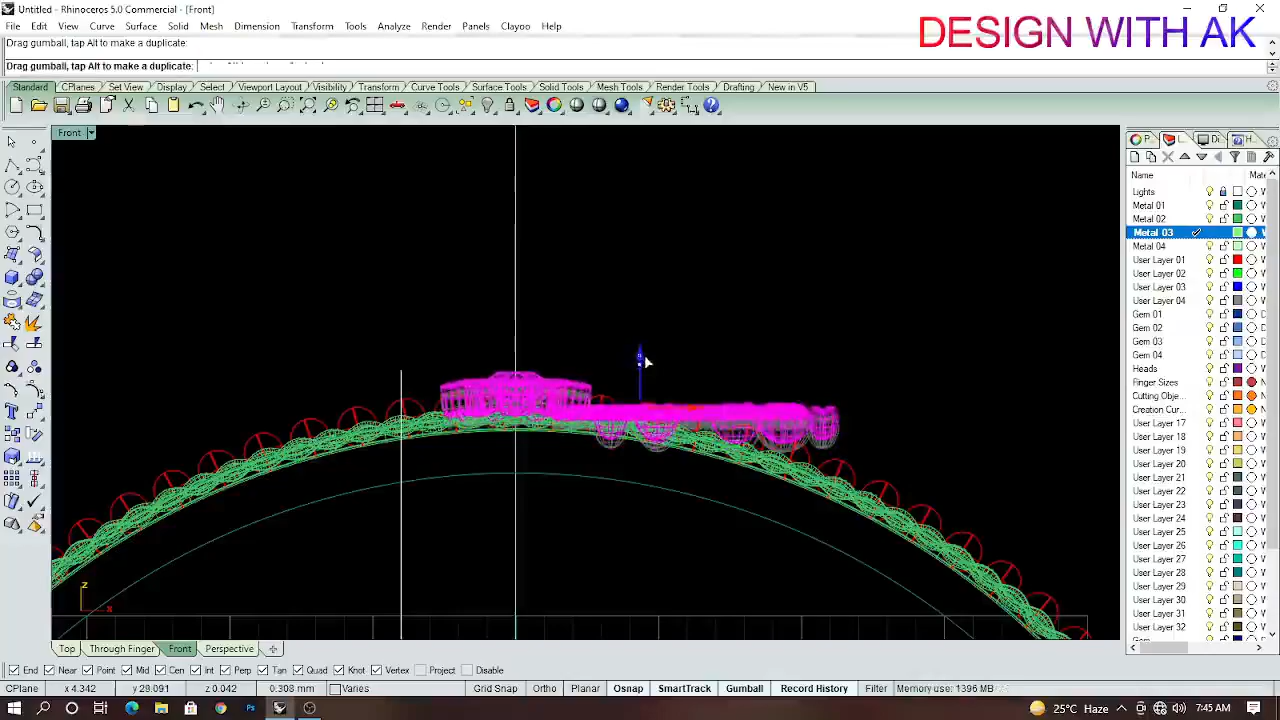 Untitled - Rhinoceros 5.0 Commercial - [Front]
DESIGN WITH AK
File Edit View Curve Surface Solid Mesh Dimension Transform Tools Analyze Render Panels Clayoo Help
Drag gumball, tap Alt to make a duplicate:
Drag gumball, tap Alt to make a duplicate:
Standard CPlanes Set View Display Select Viewport Layout Visibility Transform Curve Tools Surface Tools Solid Tools Mesh Tools Render Tools Drafting New in V5
Front
P... L... Di... H...
Name Mate
Lights
Metal 01
Metal 02
Metal 03
Metal 04
User Layer 01
User Layer 02
User Layer 03
User Layer 04
Gem 01
Gem 02
Gem 03
Gem 04
Heads
Finger Sizes
Cutting Obje...
Creation Cur...
User Layer 17
User Layer 18
User Layer 19
User Layer 20
User Layer 21
User Layer 22
User Layer 23
User Layer 24
User Layer 25
User Layer 26
User Layer 27
User Layer 28
User Layer 29
User Layer 30
User Layer 31
User Layer 32
z
x
Top Through Finger Front Perspective
End Near Point Mid Cen Int Perp Tan Quad Knot Vertex Project Disable
CPlane x 4.342 y 29.091 z 0.042 0.308 mm Varies Grid Snap Ortho Planar Osnap SmartTrack Gumball Record History Filter Memory use: 1396 MB
25°C Haze ENG 7:45 AM